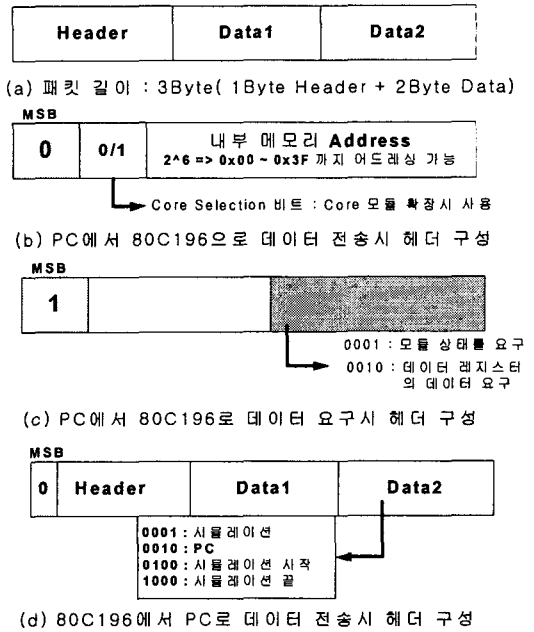 Header Data1 Data2
(a) 패킷 길이 : 3Byte( 1Byte Header + 2Byte Data)
MSB
0 0/1 내부 메모리 Address
2^6 => 0x00 ~ 0x3F 까지 어드레싱 가능
Core Selection 비트 : Core 모듈 확장시 사용
(b) PC에서 80C196으로 데이터 전송시 헤더 구성
MSB
1
0001 : 모듈 상태를 요구
0010 : 데이터 레지스터
의 데이터 요구
(c) PC에서 80C196로 데이터 요구시 헤더 구성
MSB
0 Header Data1 Data2
0001 : 시뮬레이션
0010 : PC
0100 : 시뮬레이션 시작
1000 : 시뮬레이션 끝
(d) 80C196에서 PC로 데이터 전송시 헤더 구성